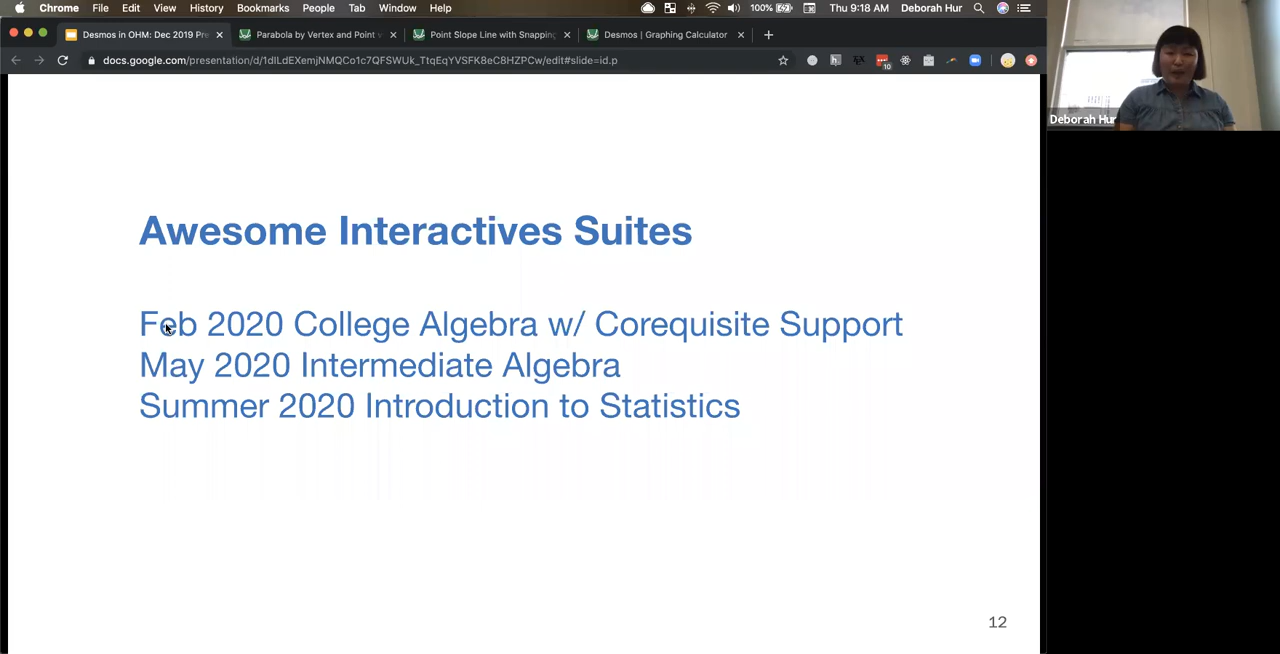 Chrome File Edit View History Bookmarks People Tab Window Help 100% Thu 9:18 AM Deborah Hur
Desmos in OHM: Dec 2019 Pre Parabola by Vertex and Point Point Slope Line with Snapping Desmos | Graphing Calculator
docs.google.com/presentation/d/1dILdEXemjNMQCo1c7QFSWUk_TtqEqYVSFK8eC8HZPCw/edit#slide=id.p
10
Deborah Hur
Awesome Interactives Suites
Feb 2020 College Algebra w/ Corequisite Support
May 2020 Intermediate Algebra
Summer 2020 Introduction to Statistics
12